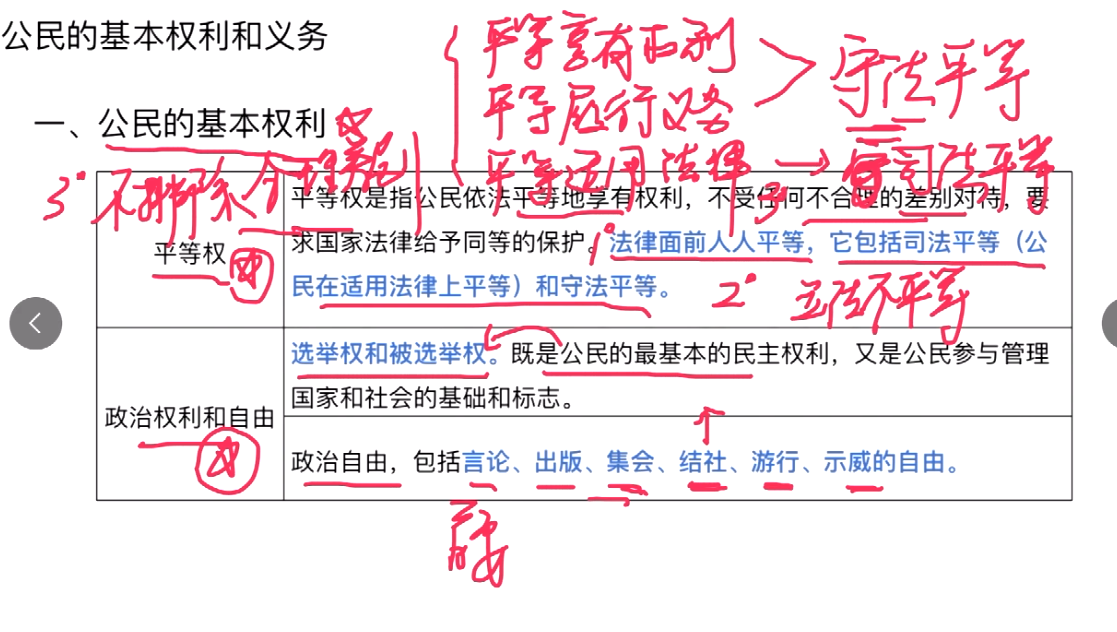 公民的基本权利和义务
平等享有权利
平等履行义务
守法平等
一、公民的基本权利
平等适用法律
司法平等
3° 不排除合理差别
平等权是指公民依法平等地享有权利，不受任何不合理的差别对待，要
求国家法律给予同等的保护。1°法律面前人人平等，它包括司法平等（公
平等权
民在适用法律上平等）和守法平等。
2° 立法不平等
选举权和被选举权。既是公民的最基本的民主权利，又是公民参与管理
国家和社会的基础和标志。
政治权利和自由
政治自由，包括言论、出版、集会、结社、游行、示威的自由。